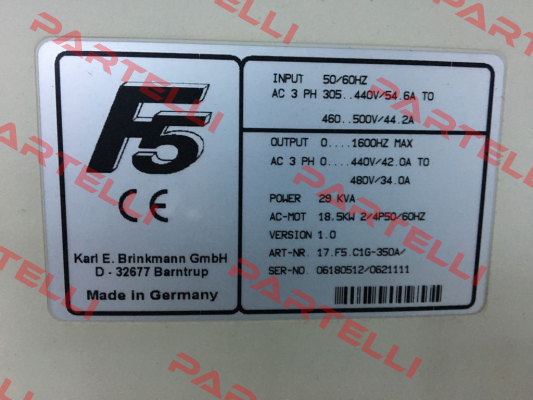 F5
CE
Karl E. Brinkmann GmbH
D - 32677 Barntrup
Made in Germany
INPUT 50/60HZ
AC 3 PH 305..440V/54.6A TO
460..500V/44.2A
OUTPUT 0....1600HZ MAX
AC 3 PH 0....440V/42.0A TO
480V/34.0A
POWER 29 KVA
AC-MOT 18.5KW 2/4P50/60HZ
VERSION 1.0
ART-NR. 17.F5.C1G-350A/
SER-NO. 06180512/0621111
PARTELLI
PARTELLI
PARTELLI
PARTELLI
PARTELLI
PARTELLI